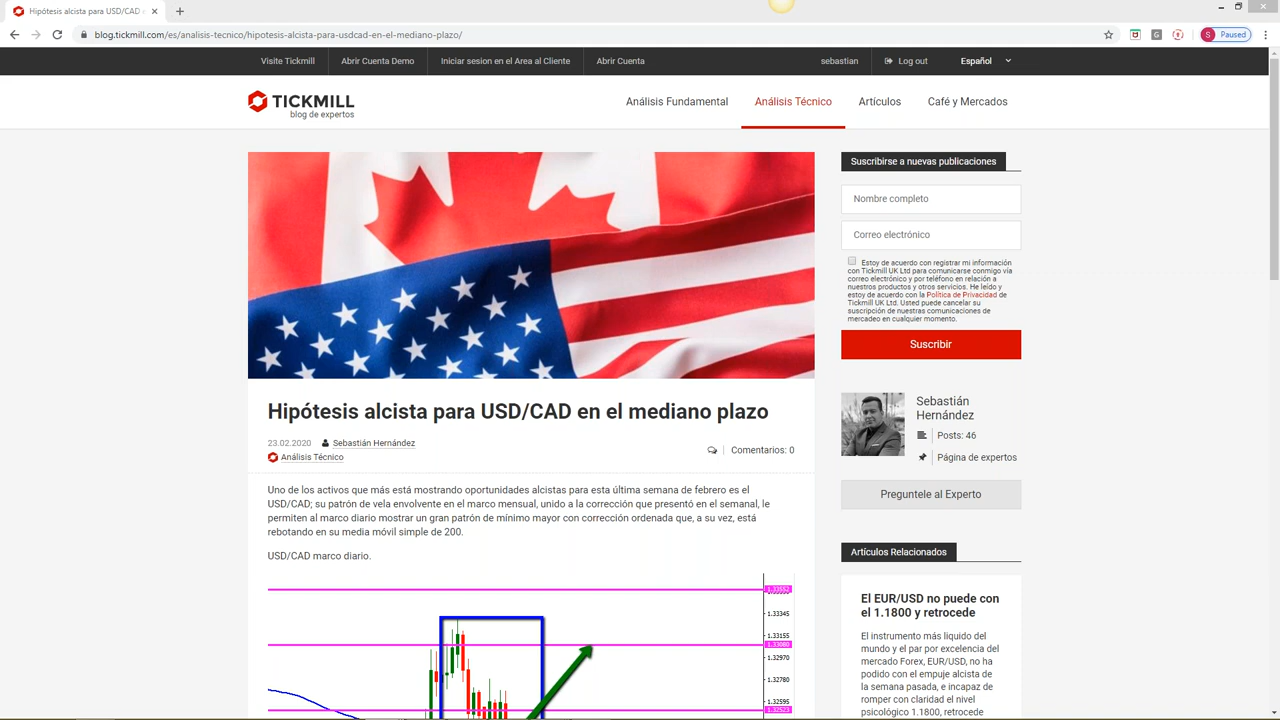 Hipótesis alcista para USD/CAD
blog.tickmill.com/es/analisis-tecnico/hipotesis-alcista-para-usdcad-en-el-mediano-plazo/
S Paused
Visite Tickmill
Abrir Cuenta Demo
Iniciar sesion en el Area al Cliente
Abrir Cuenta
sebastian
Log out
Español
TICKMILL
blog de expertos
Análisis Fundamental
Análisis Técnico
Artículos
Café y Mercados
Hipótesis alcista para USD/CAD en el mediano plazo
23.02.2020 Sebastián Hernández
Análisis Técnico
Comentarios: 0
Uno de los activos que más está mostrando oportunidades alcistas para esta última semana de febrero es el
USD/CAD; su patrón de vela envolvente en el marco mensual, unido a la corrección que presentó en el semanal, le
permiten al marco diario mostrar un gran patrón de mínimo mayor con corrección ordenada que, a su vez, está
rebotando en su media móvil simple de 200.
USD/CAD marco diario.
1.33345
1.33155
1.33080
1.32970
1.32780
1.32595
1.32523
Suscribirse a nuevas publicaciones
Nombre completo
Correo electrónico
Estoy de acuerdo con registrar mi información
con Tickmill UK Ltd para comunicarse conmigo vía
correo electrónico y por teléfono en relación a
nuestros productos y otros servicios. He leído y
estoy de acuerdo con la Política de Privacidad de
Tickmill UK Ltd. Usted puede cancelar su
suscripción de nuestras comunicaciones de
mercadeo en cualquier momento.
Suscribir
Sebastián
Hernández
Posts: 46
Página de expertos
Preguntele al Experto
Artículos Relacionados
El EUR/USD no puede con
el 1.1800 y retrocede
El instrumento más liquido del
mundo y el par por excelencia del
mercado Forex, EUR/USD, no ha
podido con el empuje alcista de
la semana pasada, e incapaz de
romper con claridad el nivel
psicológico 1.1800, retrocede